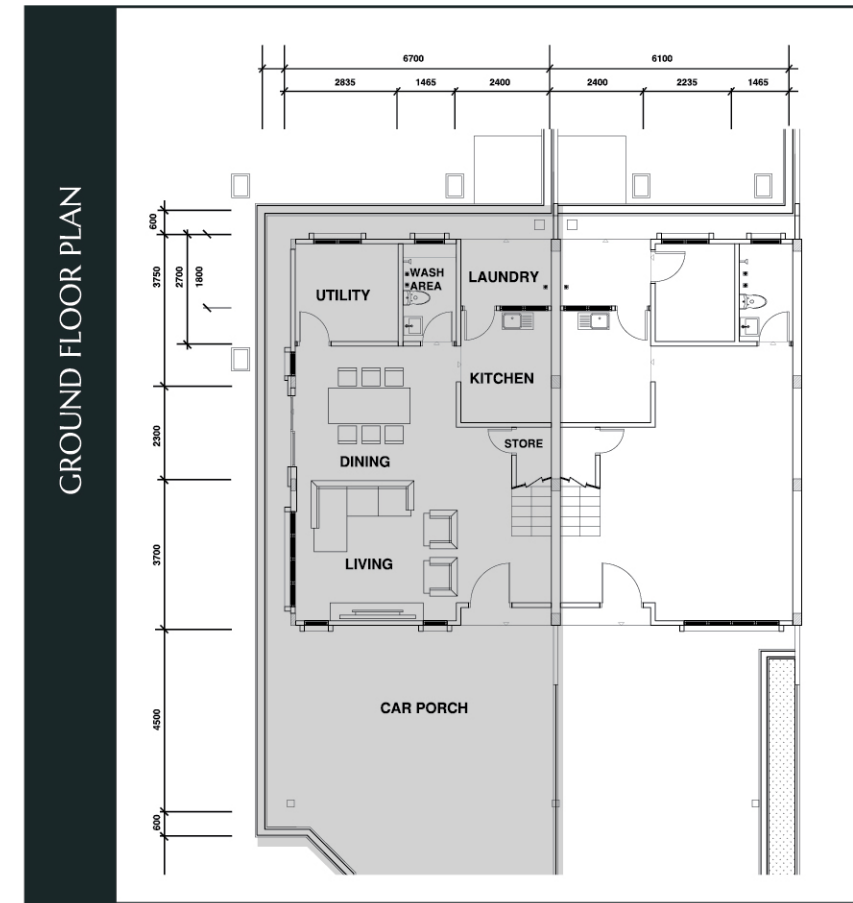 GROUND FLOOR PLAN
6700
6100
2835
1465
2400
2400
2235
1465
600
3750
2700
1800
2300
3700
4500
600
UTILITY
WASH
AREA
LAUNDRY
KITCHEN
STORE
DINING
LIVING
CAR PORCH